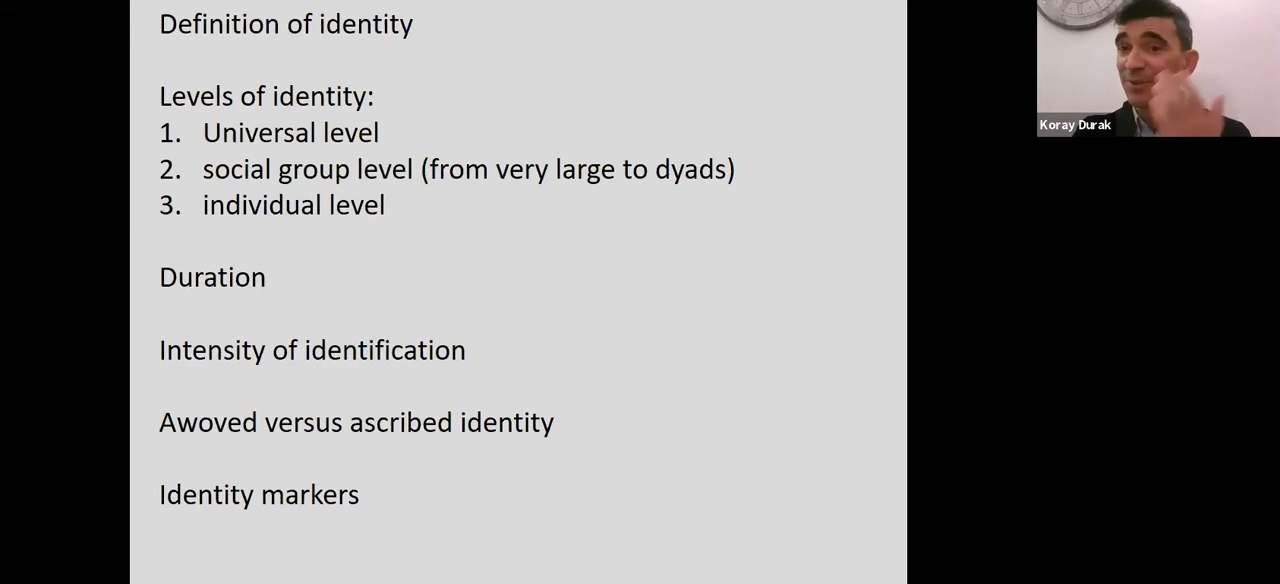 Definition of identity
Levels of identity:
1. Universal level
2. social group level (from very large to dyads)
3. individual level
Duration
Intensity of identification
Awoved versus ascribed identity
Identity markers
Koray Durak